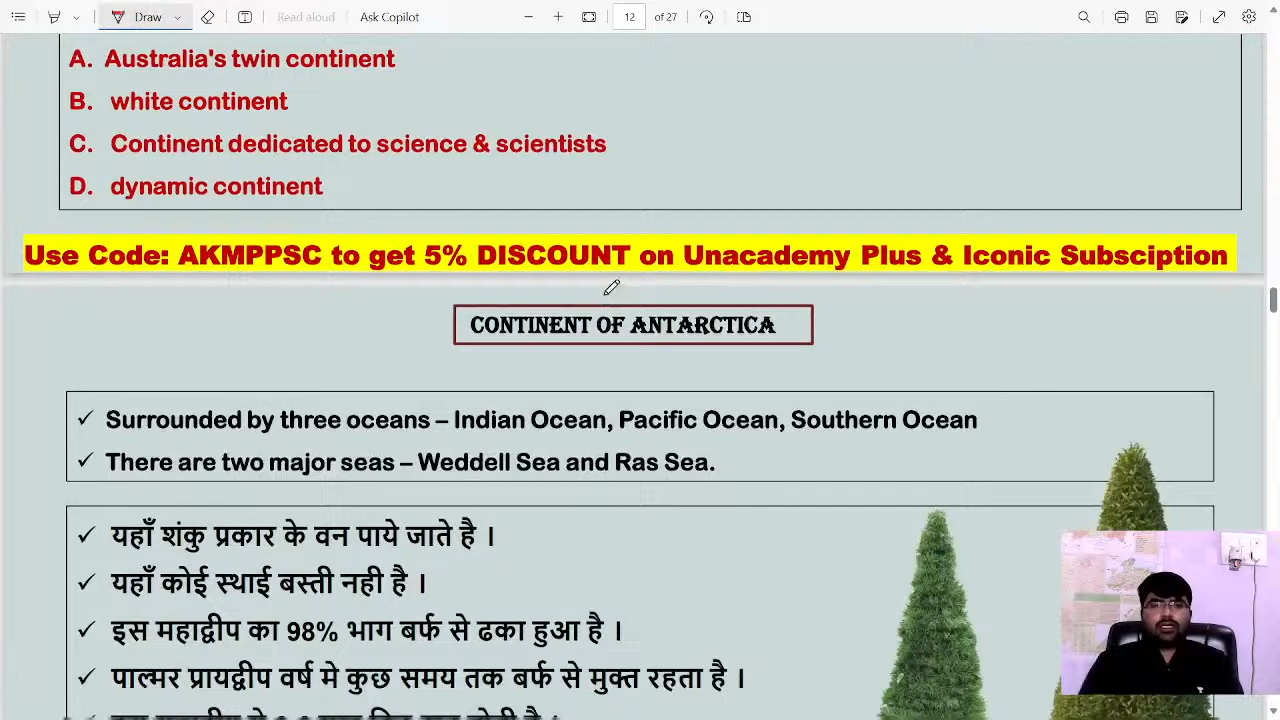 Draw
Read aloud
Ask Copilot
12 of 27
A. Australia's twin continent
B. white continent
C. Continent dedicated to science & scientists
D. dynamic continent
Use Code: AKMPPSC to get 5% DISCOUNT on Unacademy Plus & Iconic Subsciption
CONTINENT OF ANTARCTICA
✓ Surrounded by three oceans – Indian Ocean, Pacific Ocean, Southern Ocean
✓ There are two major seas – Weddell Sea and Ras Sea.
✓ यहाँ शंकु प्रकार के वन पाये जाते है ।
✓ यहाँ कोई स्थाई बस्ती नही है ।
✓ इस महाद्वीप का 98% भाग बर्फ से ढका हुआ है ।
✓ पाल्मर प्रायद्वीप वर्ष मे कुछ समय तक बर्फ से मुक्त रहता है ।